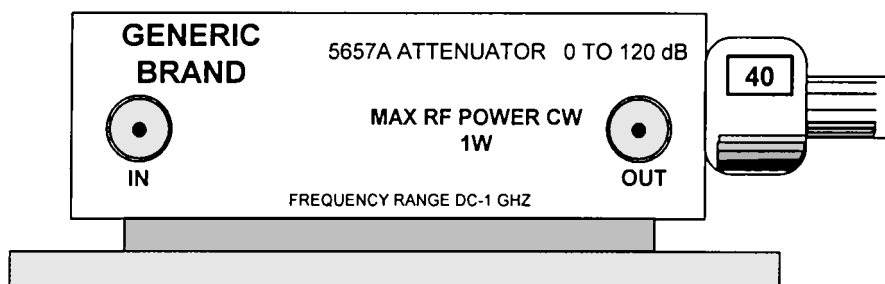 GENERIC
BRAND
5657A ATTENUATOR 0 TO 120 dB
40
MAX RF POWER CW
1W
IN
OUT
FREQUENCY RANGE DC-1 GHZ